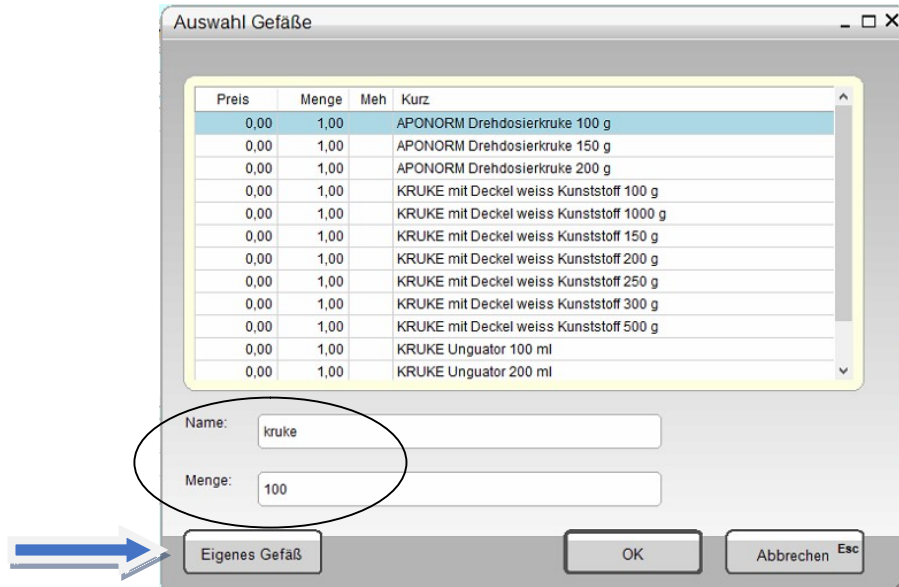 Auswahl Gefäße
Preis Menge Meh Kurz
0,00 1,00 APONORM Drehdosierkruke 100 g
0,00 1,00 APONORM Drehdosierkruke 150 g
0,00 1,00 APONORM Drehdosierkruke 200 g
0,00 1,00 KRUKE mit Deckel weiss Kunststoff 100 g
0,00 1,00 KRUKE mit Deckel weiss Kunststoff 1000 g
0,00 1,00 KRUKE mit Deckel weiss Kunststoff 150 g
0,00 1,00 KRUKE mit Deckel weiss Kunststoff 200 g
0,00 1,00 KRUKE mit Deckel weiss Kunststoff 250 g
0,00 1,00 KRUKE mit Deckel weiss Kunststoff 300 g
0,00 1,00 KRUKE mit Deckel weiss Kunststoff 500 g
0,00 1,00 KRUKE Unguator 100 ml
0,00 1,00 KRUKE Unguator 200 ml
Name: kruke
Menge: 100
Eigenes Gefäß OK Abbrechen Esc